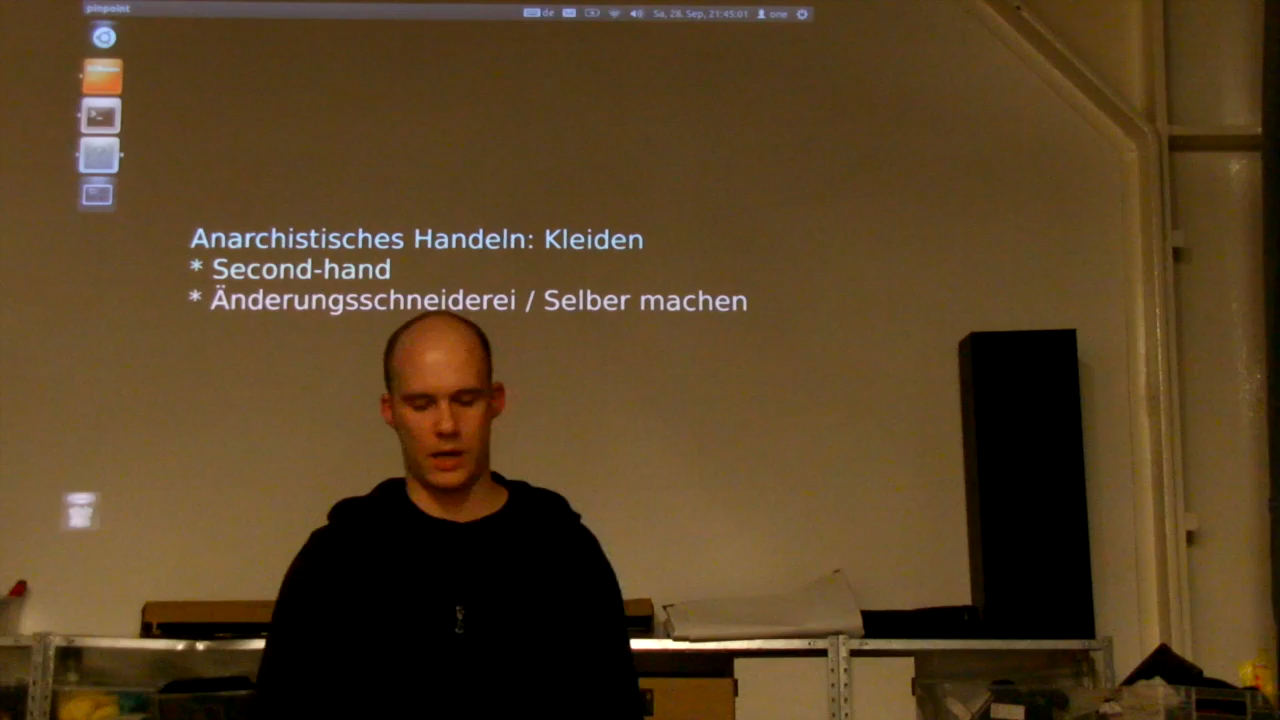 pinpoint
de Sa, 28. Sep, 21:45:01 one
Anarchistisches Handeln: Kleiden
* Second-hand
* Änderungsschneiderei / Selber machen